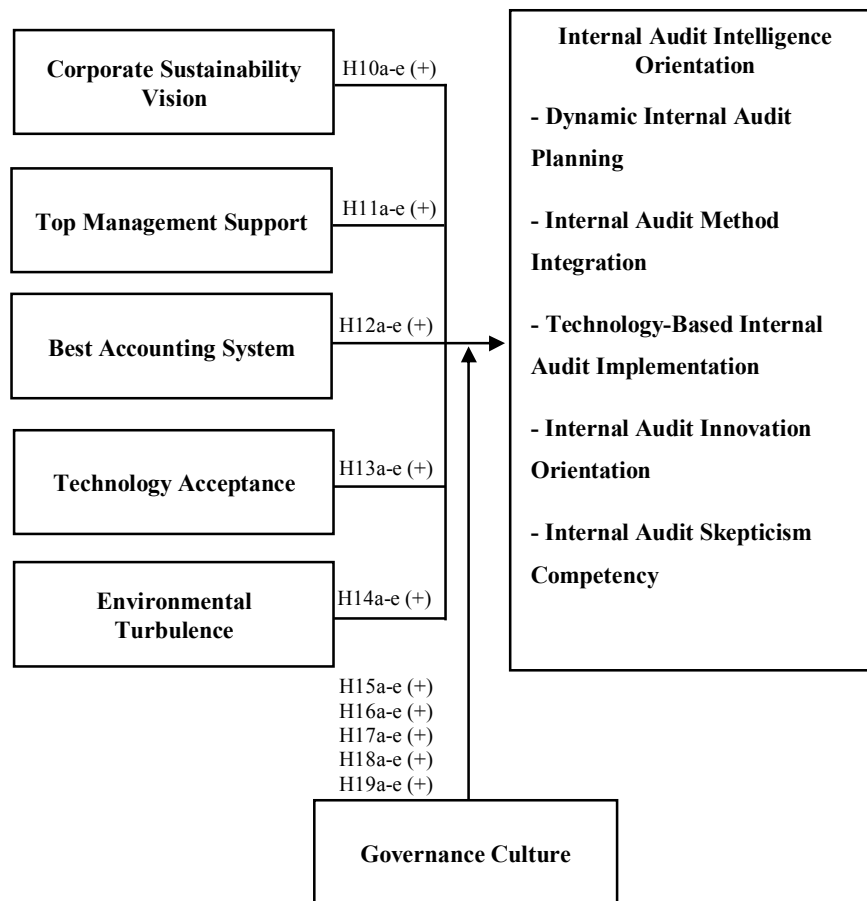 Corporate Sustainability
Vision
H10a-e (+)
Top Management Support
H11a-e (+)
Best Accounting System
H12a-e (+)
Technology Acceptance
H13a-e (+)
Environmental
Turbulence
H14a-e (+)
Internal Audit Intelligence
Orientation
- Dynamic Internal Audit
Planning
- Internal Audit Method
Integration
- Technology-Based Internal
Audit Implementation
- Internal Audit Innovation
Orientation
- Internal Audit Skepticism
Competency
H15a-e (+)
H16a-e (+)
H17a-e (+)
H18a-e (+)
H19a-e (+)
Governance Culture